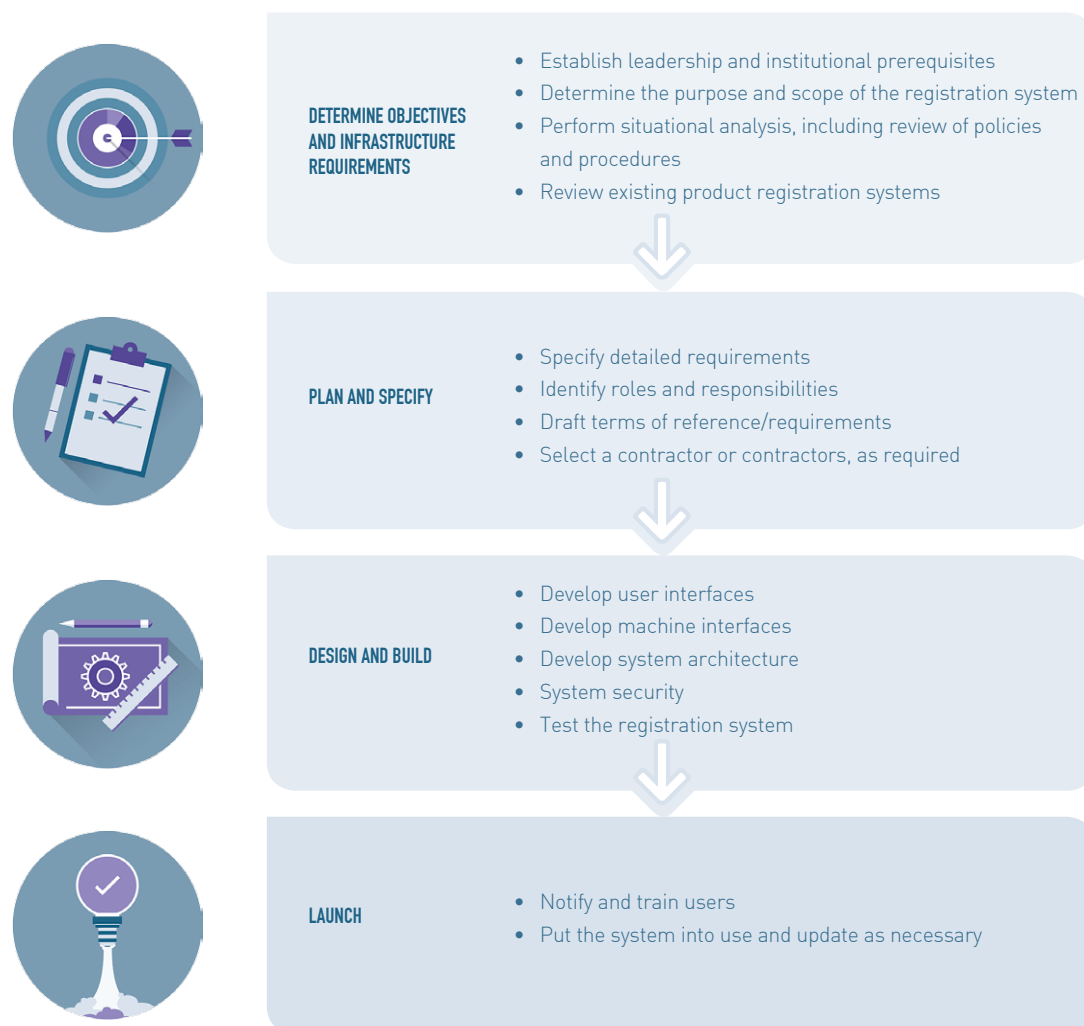 DETERMINE OBJECTIVES
AND INFRASTRUCTURE
REQUIREMENTS
• Establish leadership and institutional prerequisites
• Determine the purpose and scope of the registration system
• Perform situational analysis, including review of policies
and procedures
• Review existing product registration systems
PLAN AND SPECIFY
• Specify detailed requirements
• Identify roles and responsibilities
• Draft terms of reference/requirements
• Select a contractor or contractors, as required
DESIGN AND BUILD
• Develop user interfaces
• Develop machine interfaces
• Develop system architecture
• System security
• Test the registration system
LAUNCH
• Notify and train users
• Put the system into use and update as necessary